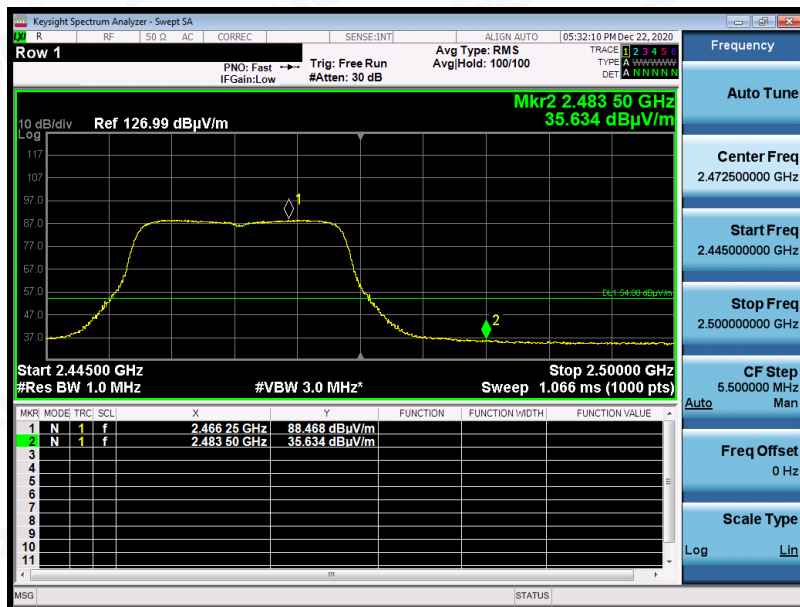 Keysight Spectrum Analyzer - Swept SA
LXI R RF 50 Ω AC CORREC SENSE:INT ALIGN AUTO 05:32:10 PM Dec 22, 2020
Row 1
PNO: Fast
IFGain:Low
Trig: Free Run
#Atten: 30 dB
Avg Type: RMS
Avg|Hold: 100/100
TRACE 1 2 3 4 5 6
TYPE A WWWWW
DET A N N N N N
Mkr2 2.483 50 GHz
35.634 dBµV/m
10 dB/div Ref 126.99 dBµV/m
Log
117
107
97.0
87.0
77.0
67.0
57.0
47.0
37.0
1
2
DL1 54.00 dBµV/m
Start 2.44500 GHz Stop 2.50000 GHz
#Res BW 1.0 MHz #VBW 3.0 MHz* Sweep 1.066 ms (1000 pts)
MKR MODE TRC SCL X Y FUNCTION FUNCTION WIDTH FUNCTION VALUE
1 N 1 f 2.466 25 GHz 88.468 dBµV/m
2 N 1 f 2.483 50 GHz 35.634 dBµV/m
3
4
5
6
7
8
9
10
11
MSG STATUS
Frequency
Auto Tune
Center Freq
2.472500000 GHz
Start Freq
2.445000000 GHz
Stop Freq
2.500000000 GHz
CF Step
5.500000 MHz
Auto Man
Freq Offset
0 Hz
Scale Type
Log Lin